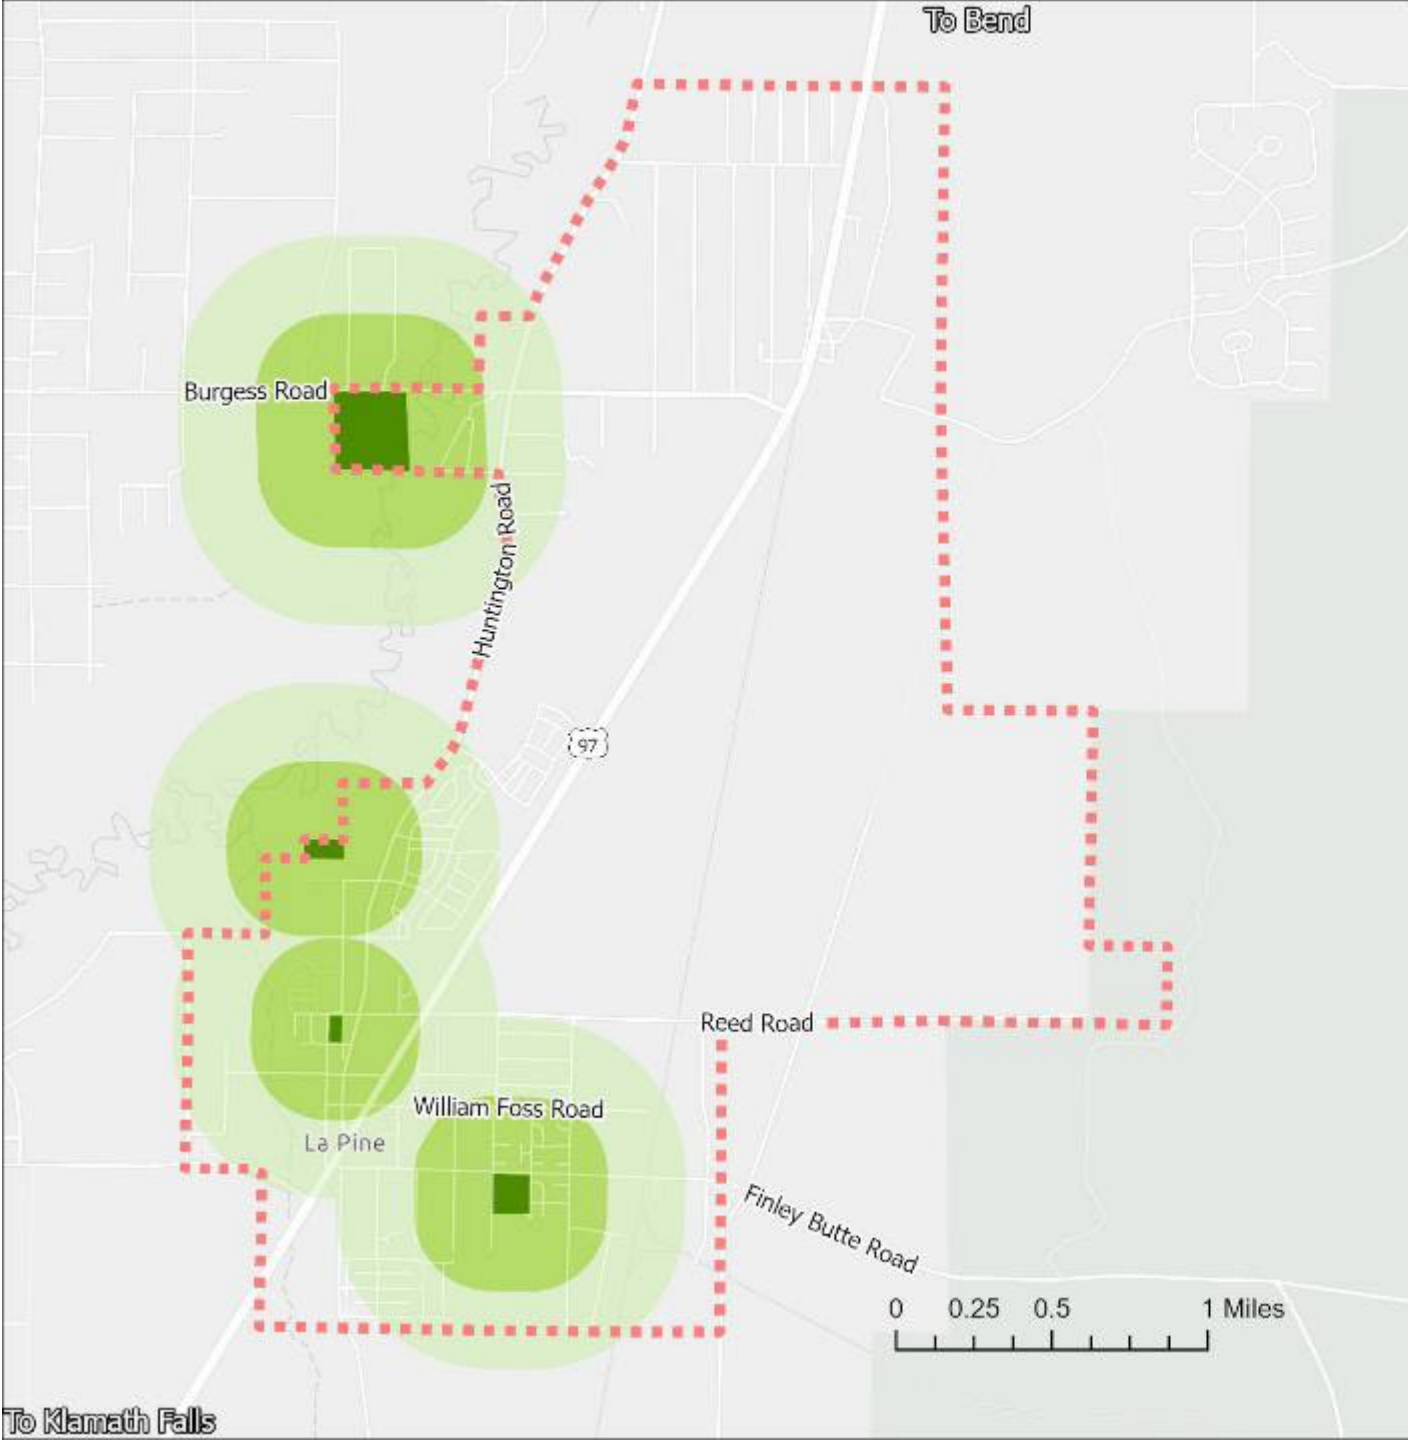 To Bend
Burgess Road
Huntington Road
97
Reed Road
William Foss Road
La Pine
Finley Butte Road
0 0.25 0.5 1 Miles
To Klamath Falls